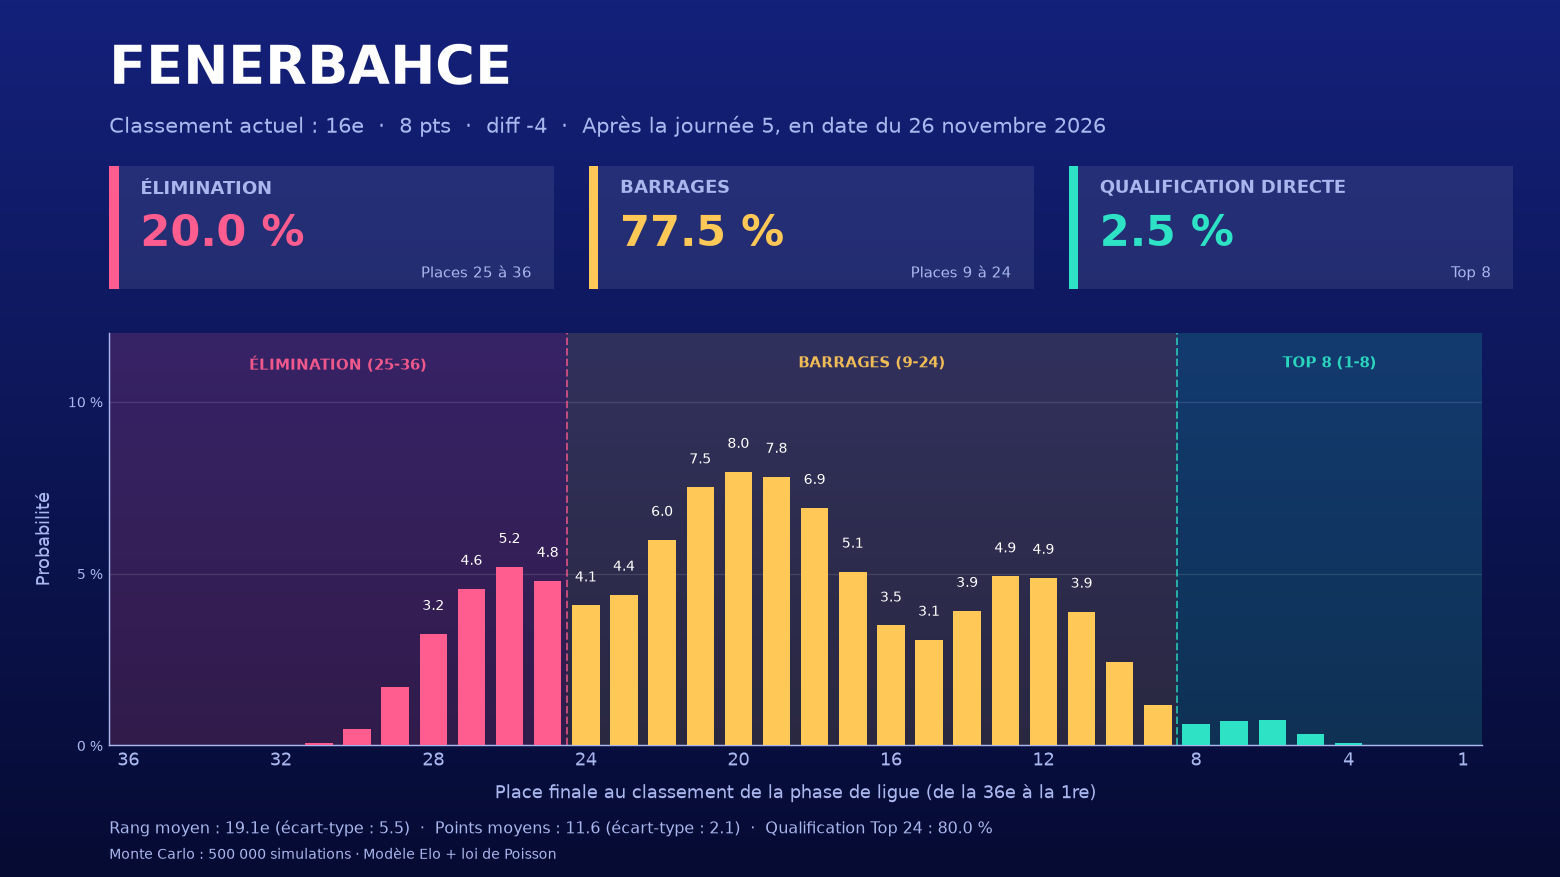 FENERBAHCE
Classement actuel : 16e · 8 pts · diff -4 · Après la journée 5, en date du 26 novembre 2026
ÉLIMINATION
20.0 %
Places 25 à 36
BARRAGES
77.5 %
Places 9 à 24
QUALIFICATION DIRECTE
2.5 %
Top 8
ÉLIMINATION (25-36)
BARRAGES (9-24)
TOP 8 (1-8)
Probabilité
10 %
5 %
0 %
3.2
4.6
5.2
4.8
4.1
4.4
6.0
7.5
8.0
7.8
6.9
5.1
3.5
3.1
3.9
4.9
4.9
3.9
36 32 28 24 20 16 12 8 4 1
Place finale au classement de la phase de ligue (de la 36e à la 1re)
Rang moyen : 19.1e (écart-type : 5.5) · Points moyens : 11.6 (écart-type : 2.1) · Qualification Top 24 : 80.0 %
Monte Carlo : 500 000 simulations · Modèle Elo + loi de Poisson